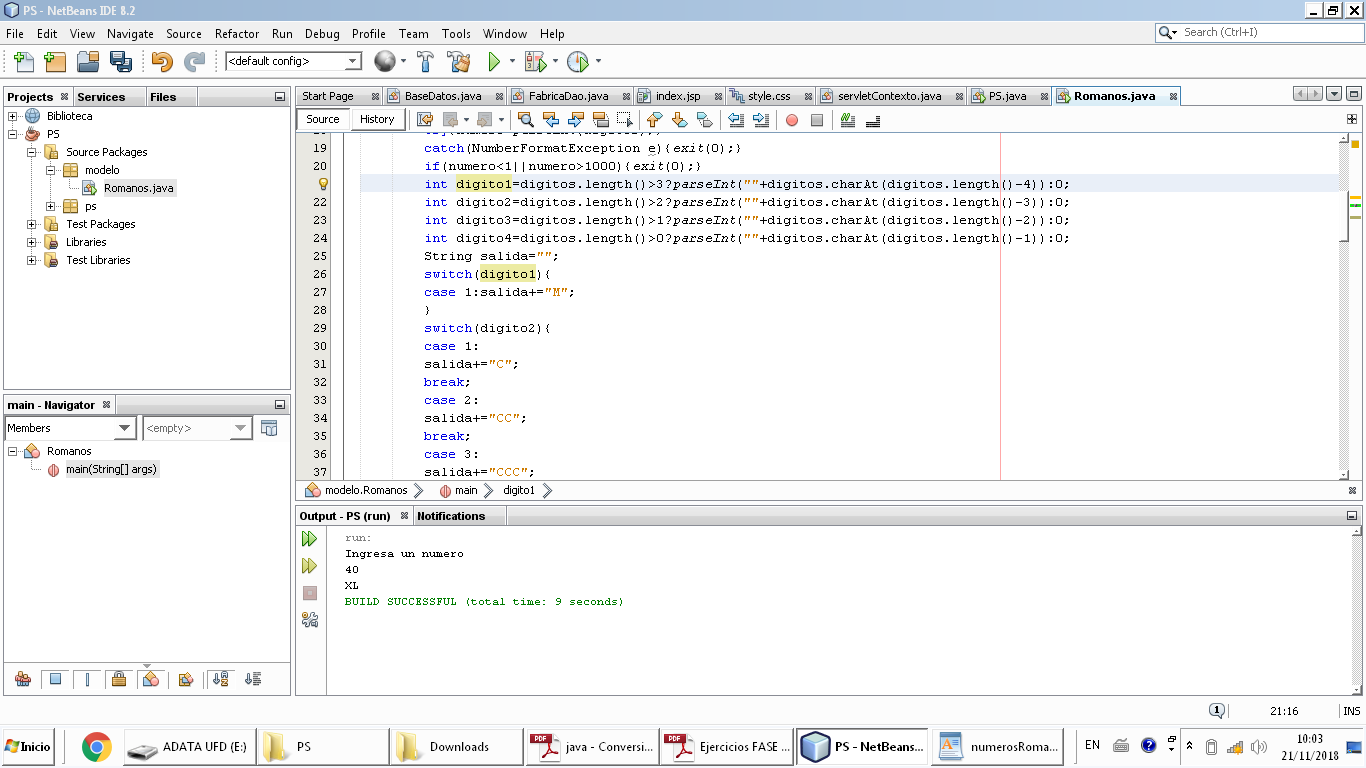 PS - NetBeans IDE 8.2
File Edit View Navigate Source Refactor Run Debug Profile Team Tools Window Help
Search (Ctrl+I)
<default config>
Projects Services Files
Biblioteca
PS
Source Packages
modelo
Romanos.java
ps
Test Packages
Libraries
Test Libraries
main - Navigator
Members <empty>
Romanos
main(String[] args)
Start Page BaseDatos.java FabricaDao.java index.jsp style.css servletContexto.java PS.java Romanos.java
Source History
19 catch(NumberFormatException e){exit(0);}
20 if(numero<1||numero>1000){exit(0);}
int digito1=digitos.length()>3?parseInt(""+digitos.charAt(digitos.length()-4)):0;
22 int digito2=digitos.length()>2?parseInt(""+digitos.charAt(digitos.length()-3)):0;
23 int digito3=digitos.length()>1?parseInt(""+digitos.charAt(digitos.length()-2)):0;
24 int digito4=digitos.length()>0?parseInt(""+digitos.charAt(digitos.length()-1)):0;
25 String salida="";
26 switch(digito1){
27 case 1:salida+="M";
28 }
29 switch(digito2){
30 case 1:
31 salida+="C";
32 break;
33 case 2:
34 salida+="CC";
35 break;
36 case 3:
37 salida+="CCC";
modelo.Romanos main digito1
Output - PS (run) Notifications
run:
Ingresa un numero
40
XL
BUILD SUCCESSFUL (total time: 9 seconds)
1 21:16 INS
Inicio ADATA UFD (E:) PS Downloads java - Conversi... Ejercicios FASE ... PS - NetBeans... numerosRoma... EN 10:03
21/11/2018